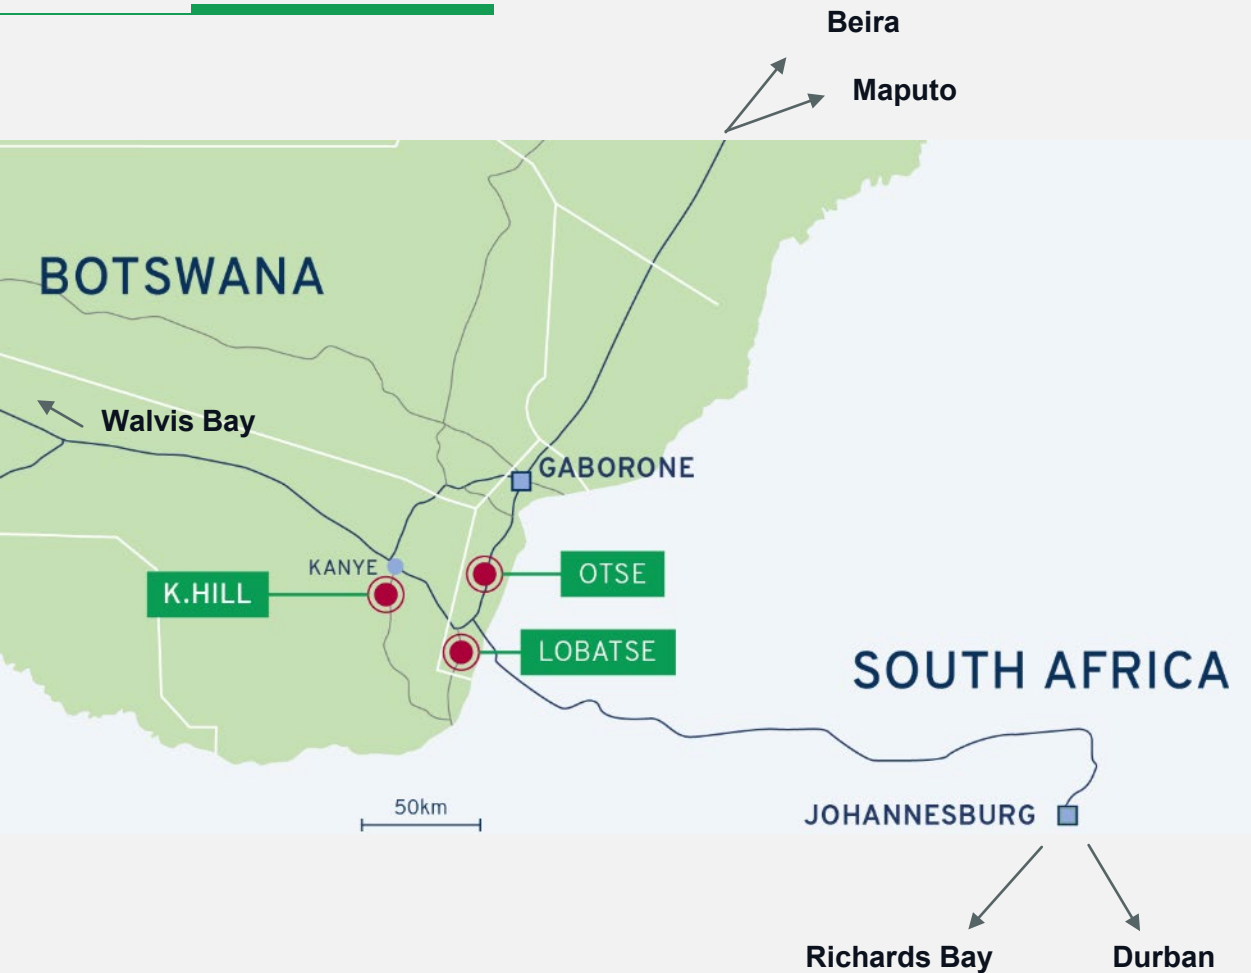 Beira
Maputo
BOTSWANA
Walvis Bay
GABORONE
KANYE
OTSE
K.HILL
LOBATSE
SOUTH AFRICA
50km
JOHANNESBURG
Richards Bay
Durban